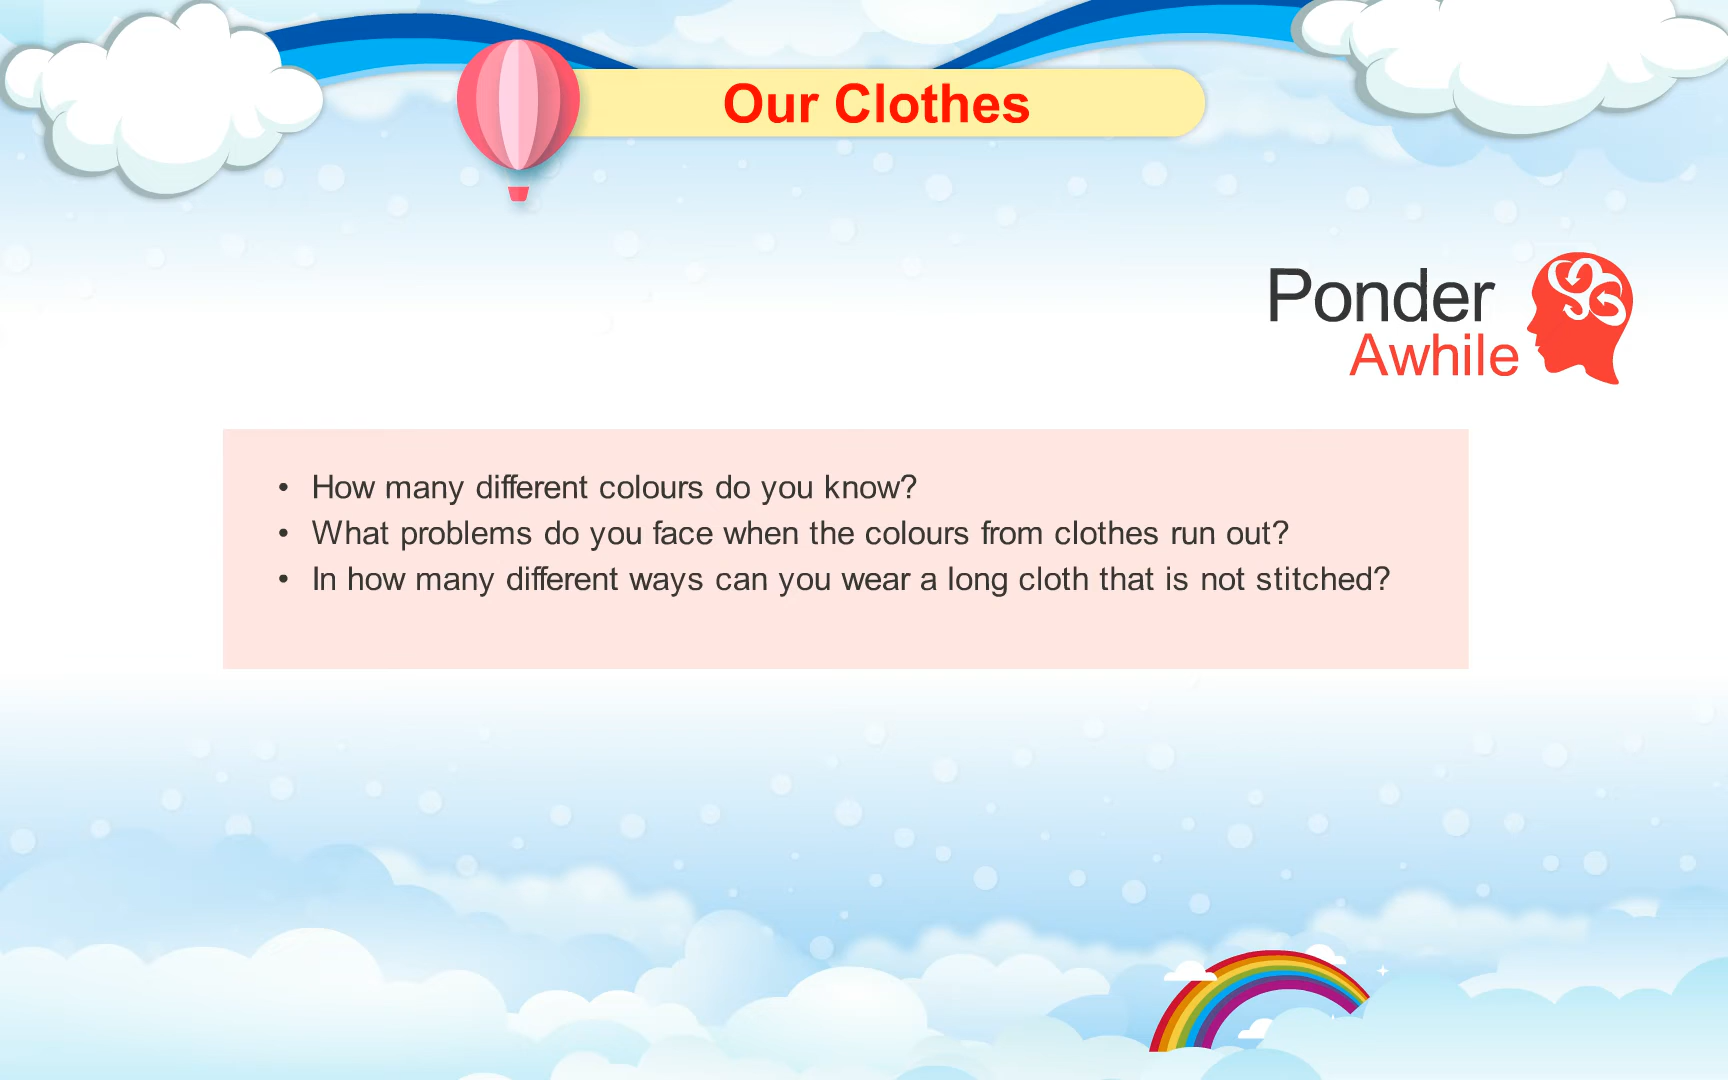 Our Clothes
Ponder
Awhile
• How many different colours do you know?
• What problems do you face when the colours from clothes run out?
• In how many different ways can you wear a long cloth that is not stitched?